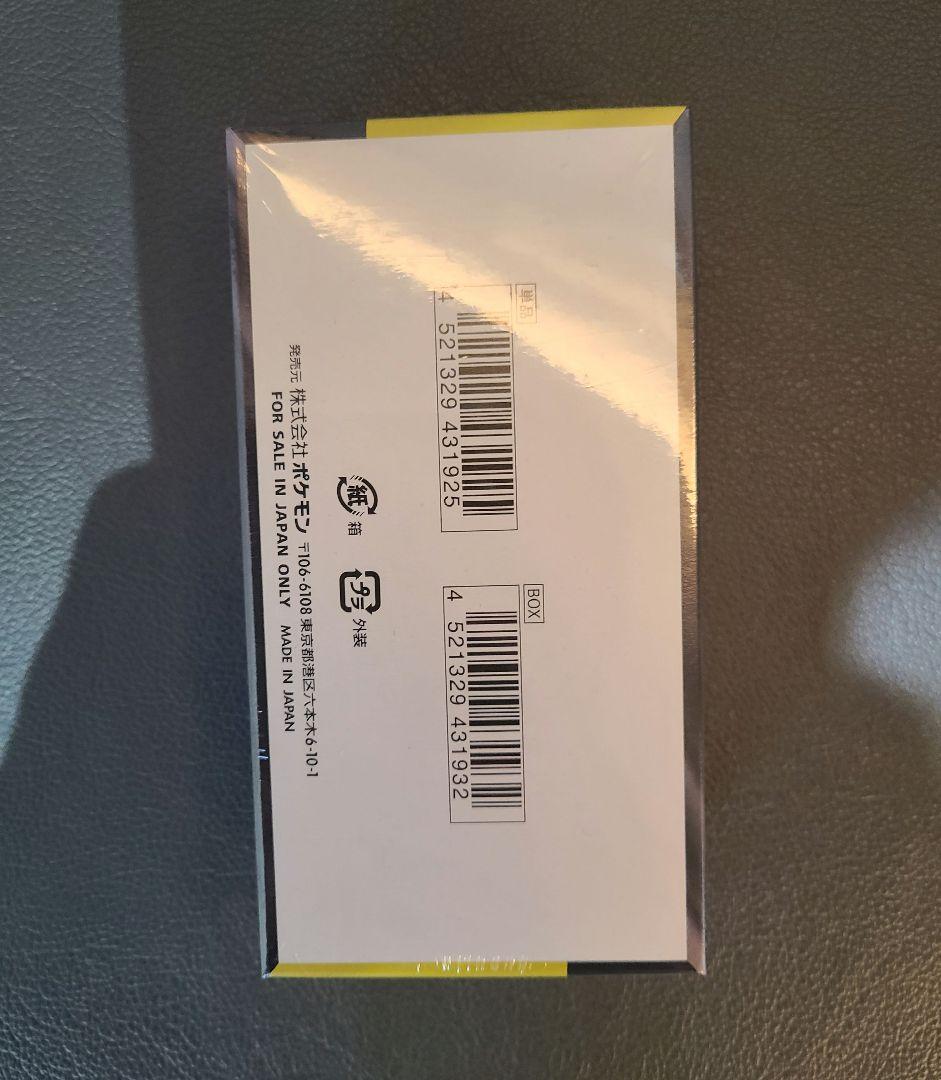 単品
4 521329 431925
BOX
4 521329 431932
紙 箱
プラ 外装
発売元 株式会社ポケモン 〒106-6108 東京都港区六本木6-10-1
FOR SALE IN JAPAN ONLY MADE IN JAPAN